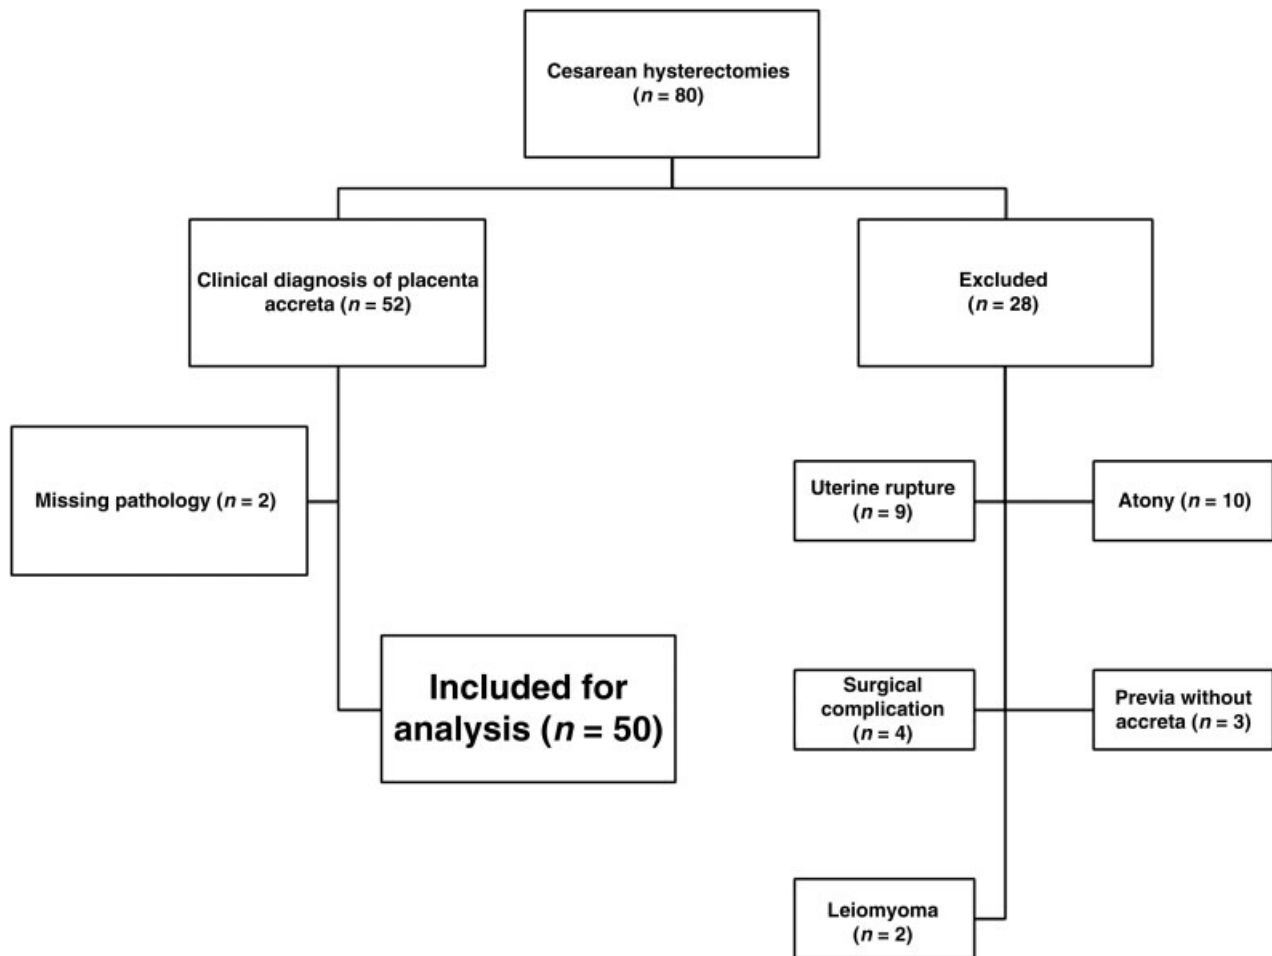 Cesarean hysterectomies
(n = 80)
Clinical diagnosis of placenta
accreta (n = 52)
Excluded
(n = 28)
Missing pathology (n = 2)
Uterine rupture
(n = 9)
Atony (n = 10)
Included for
analysis (n = 50)
Surgical
complication
(n = 4)
Previa without
accreta (n = 3)
Leiomyoma
(n = 2)